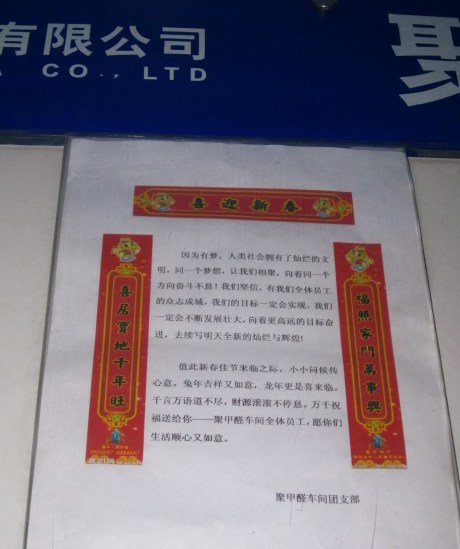 有限公司
聚
CO., LTD
喜迎新春
喜居寶地千年旺
福照家門萬事興
因为有梦，人类社会拥有了灿烂的文
明，同一个梦想，让我们相聚，向着同一个
方向奋斗不息！我们坚信，有我们全体员工
的众志成城，我们的目标一定会实现，我们
一定会不断发展壮大，向着更高远的目标奋
进，去续写明天全新的灿烂与辉煌！
值此新春佳节来临之际，小小问候传
心意，兔年吉祥又如意，龙年更是喜来临。
千言万语道不尽，财源滚滚不停息。万千祝
福送给你——聚甲醛车间全体员工，愿你们
生活顺心又如意。
聚甲醛车间团支部